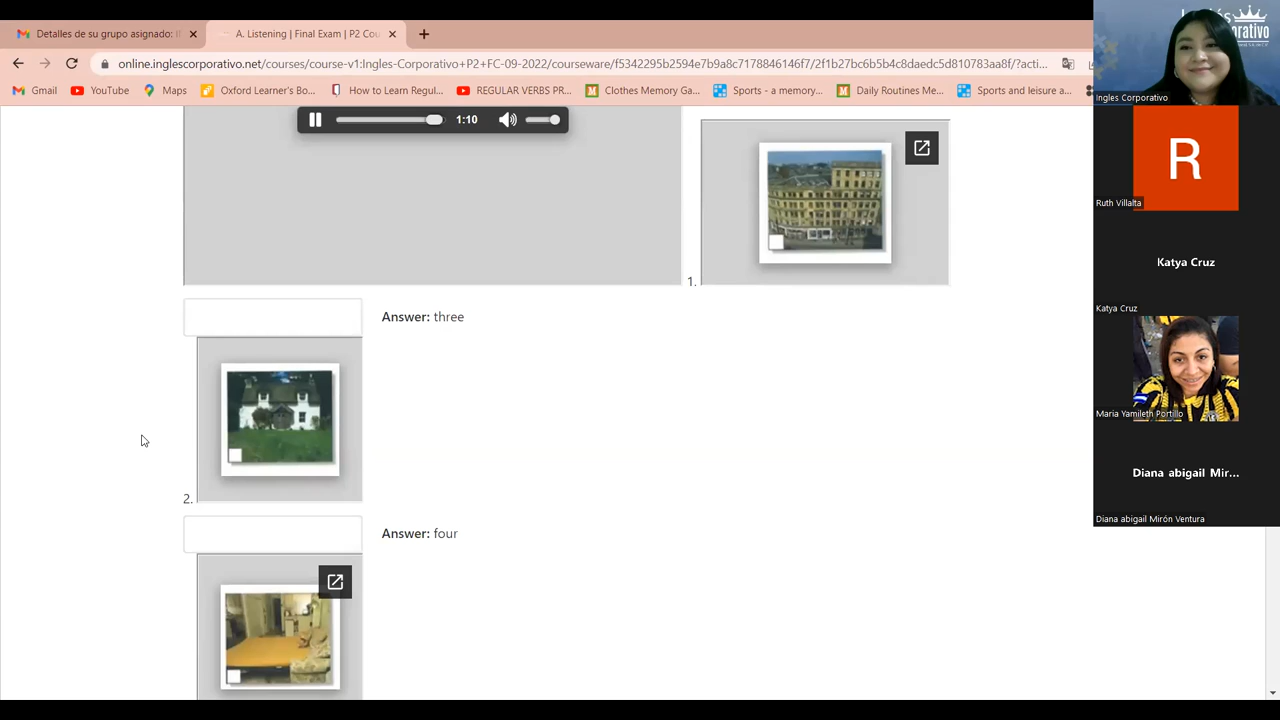 Detalles de su grupo asignado: I
A. Listening | Final Exam | P2 Cou
online.inglescorporativo.net/courses/course-v1:Ingles-Corporativo+P2+FC-09-2022/courseware/f5342295b2594e7b9a8c7178846146f7/2f1b27bc6b5b4c8daedc5d810783aa8f/?acti...
Gmail
YouTube
Maps
Oxford Learner's Bo...
How to Learn Regul...
REGULAR VERBS PR...
Clothes Memory Ga...
Sports - a memory...
Daily Routines Me...
Sports and leisure a...
1:10
1.
Answer: three
2.
Answer: four
Ingles Corporativo
R
Ruth Villalta
Katya Cruz
Katya Cruz
Maria Yamileth Portillo
Diana abigail Mir...
Diana abigail Mirón Ventura